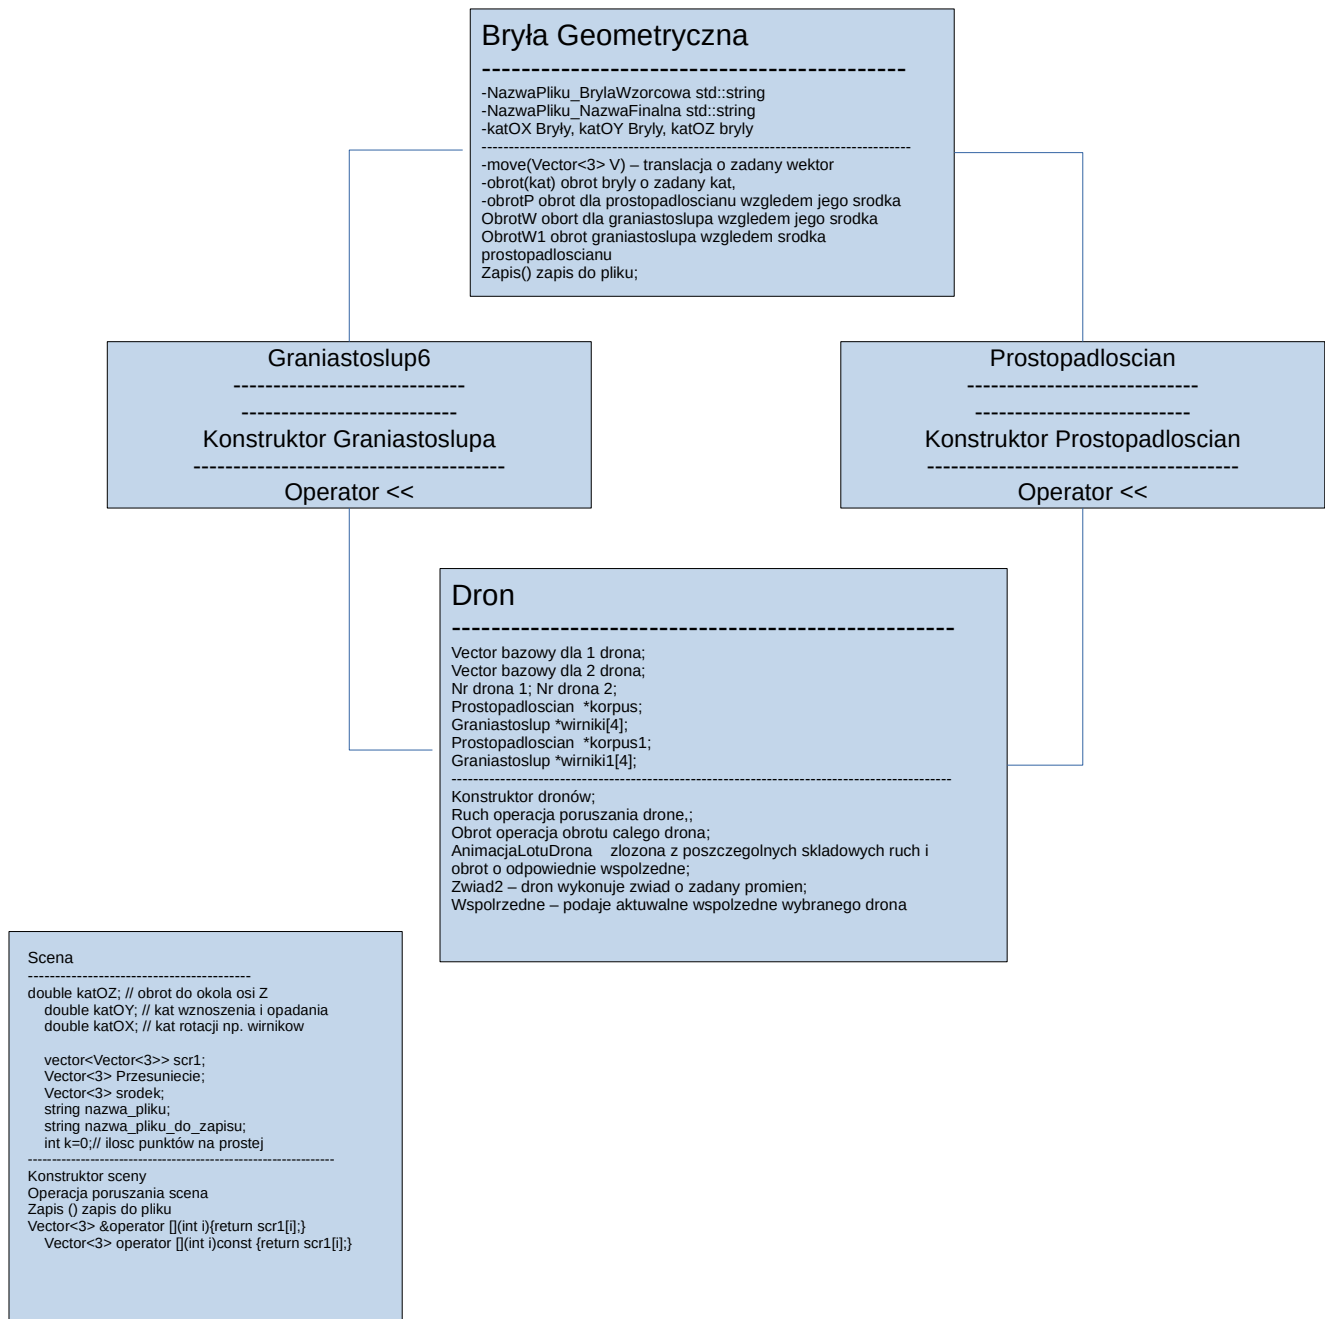 Bryła Geometryczna
-------------------------------------------
-NazwaPliku_BrylaWzorcowa std::string
-NazwaPliku_NazwaFinalna std::string
-katOX Bryły, katOY Bryly, katOZ bryly
--------------------------------------------------------------------------------
-move(Vector<3> V) – translacja o zadany wektor
-obrot(kat) obrot bryly o zadany kat,
-obrotP obrot dla prostopadloscianu wzgledem jego srodka
ObrotW obort dla graniastoslupa wzgledem jego srodka
ObrotW1 obrot graniastoslupa wzgledem srodka
prostopadloscianu
Zapis() zapis do pliku;
Graniastoslup6
-----------------------------
---------------------------
Konstruktor Graniastoslupa
---------------------------------------
Operator <<
Prostopadloscian
-----------------------------
---------------------------
Konstruktor Prostopadloscian
---------------------------------------
Operator <<
Dron
---------------------------------------------------
Vector bazowy dla 1 drona;
Vector bazowy dla 2 drona;
Nr drona 1; Nr drona 2;
Prostopadloscian  *korpus;
Graniastoslup *wirniki[4];
Prostopadloscian  *korpus1;
Graniastoslup *wirniki1[4];
---------------------------------------------------------------------------------------------
Konstruktor dronów;
Ruch operacja poruszania drone,;
Obrot operacja obrotu calego drona;
AnimacjaLotuDrona    zlozona z poszczegolnych skladowych ruch i
obrot o odpowiednie wspolzedne;
Zwiad2 – dron wykonuje zwiad o zadany promien;
Wspolrzedne – podaje aktuwalne wspolzedne wybranego drona
Scena
-----------------------------------------
double katOZ; // obrot do okola osi Z
double katOY; // kat wznoszenia i opadania
double katOX; // kat rotacji np. wirnikow
vector<Vector<3>> scr1;
Vector<3> Przesuniecie;
Vector<3> srodek;
string nazwa_pliku;
string nazwa_pliku_do_zapisu;
int k=0;// ilosc punktów na prostej
---------------------------------------------------------------
Konstruktor sceny
Operacja poruszania scena
Zapis () zapis do pliku
Vector<3> &operator [](int i){return scr1[i];}
Vector<3> operator [](int i)const {return scr1[i];}